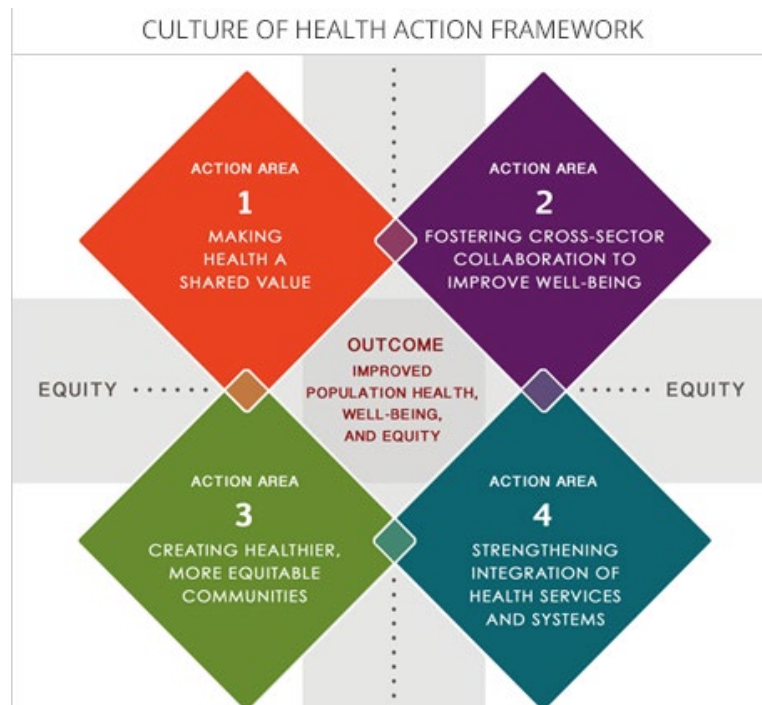 CULTURE OF HEALTH ACTION FRAMEWORK
ACTION AREA
1
MAKING
HEALTH A
SHARED VALUE
ACTION AREA
2
FOSTERING CROSS-SECTOR
COLLABORATION TO
IMPROVE WELL-BEING
OUTCOME
IMPROVED
POPULATION HEALTH,
WELL-BEING,
AND EQUITY
EQUITY
EQUITY
ACTION AREA
3
CREATING HEALTHIER,
MORE EQUITABLE
COMMUNITIES
ACTION AREA
4
STRENGTHENING
INTEGRATION OF
HEALTH SERVICES
AND SYSTEMS